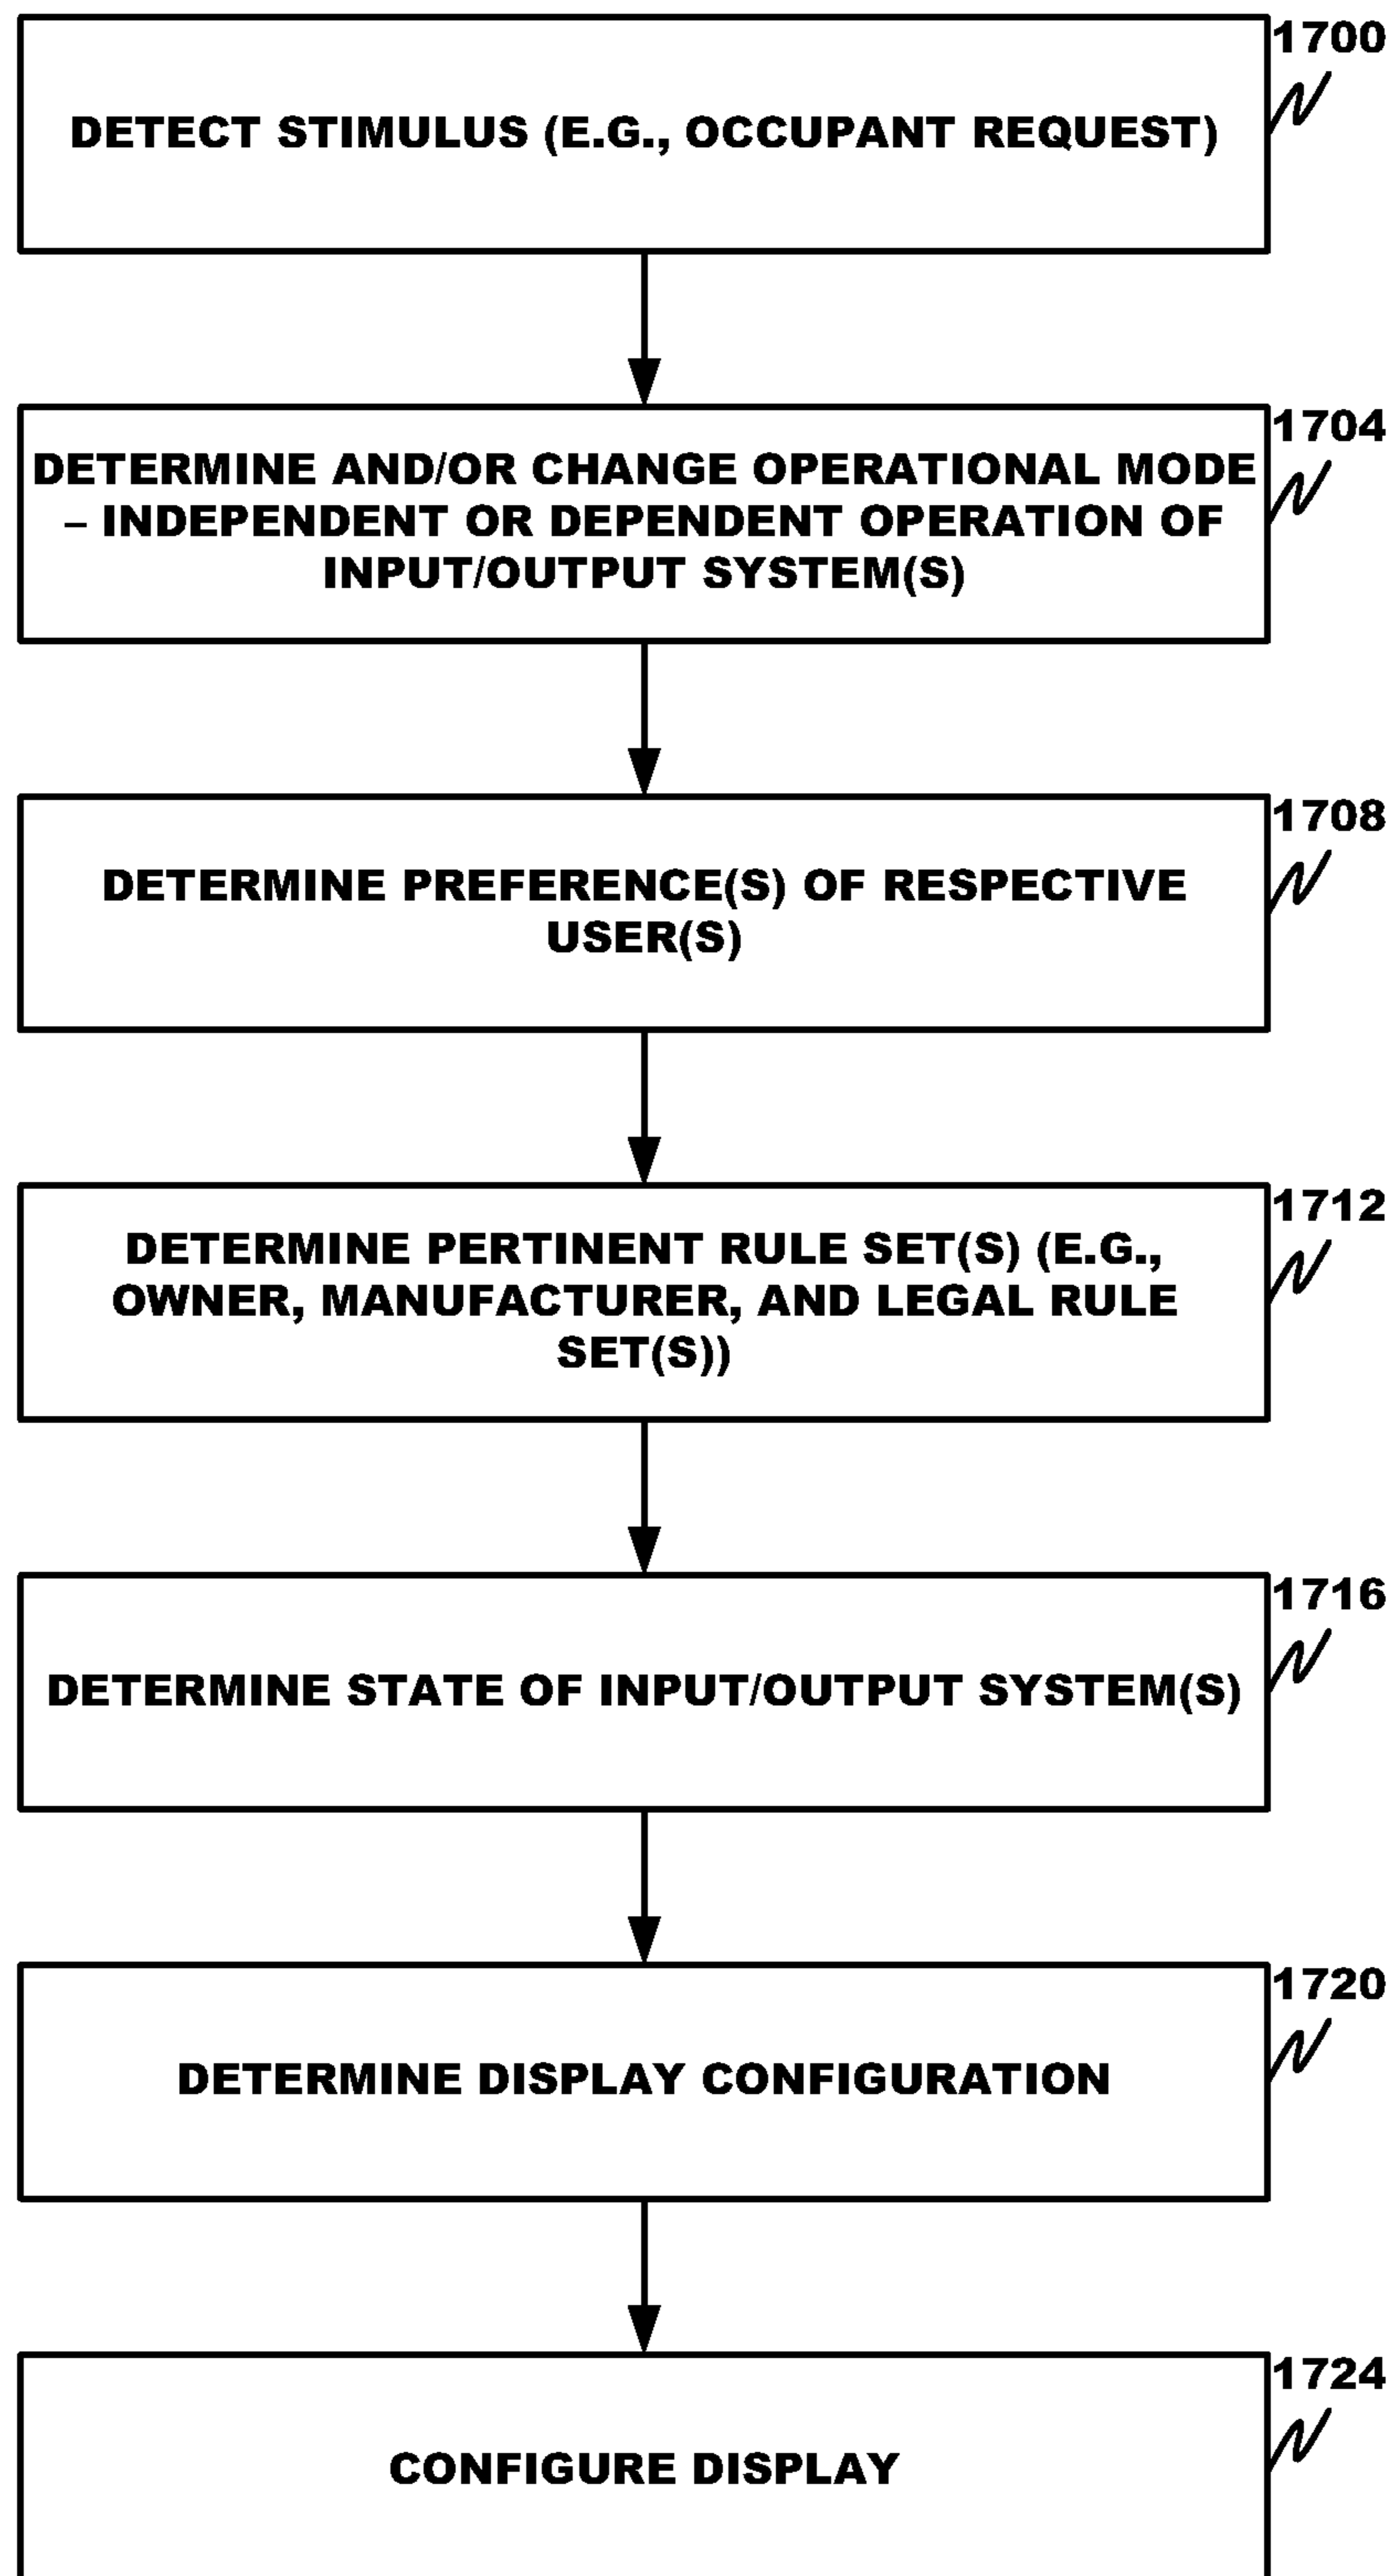 1700
DETECT STIMULUS (E.G., OCCUPANT REQUEST)
1704
DETERMINE AND/OR CHANGE OPERATIONAL MODE
– INDEPENDENT OR DEPENDENT OPERATION OF
INPUT/OUTPUT SYSTEM(S)
1708
DETERMINE PREFERENCE(S) OF RESPECTIVE
USER(S)
1712
DETERMINE PERTINENT RULE SET(S) (E.G.,
OWNER, MANUFACTURER, AND LEGAL RULE
SET(S))
1716
DETERMINE STATE OF INPUT/OUTPUT SYSTEM(S)
1720
DETERMINE DISPLAY CONFIGURATION
1724
CONFIGURE DISPLAY